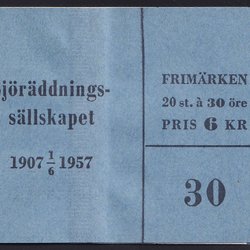 jöräddnings-
sällskapet
1907 1/6 1957
FRIMÄRKEN
20 st. à 30 öre
PRIS 6 KR
30